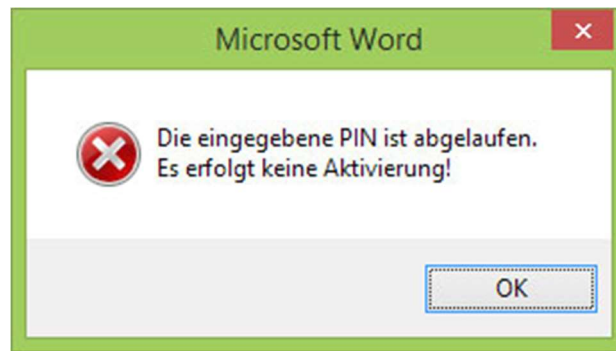 Microsoft Word
Die eingegebene PIN ist abgelaufen.
Es erfolgt keine Aktivierung!
OK